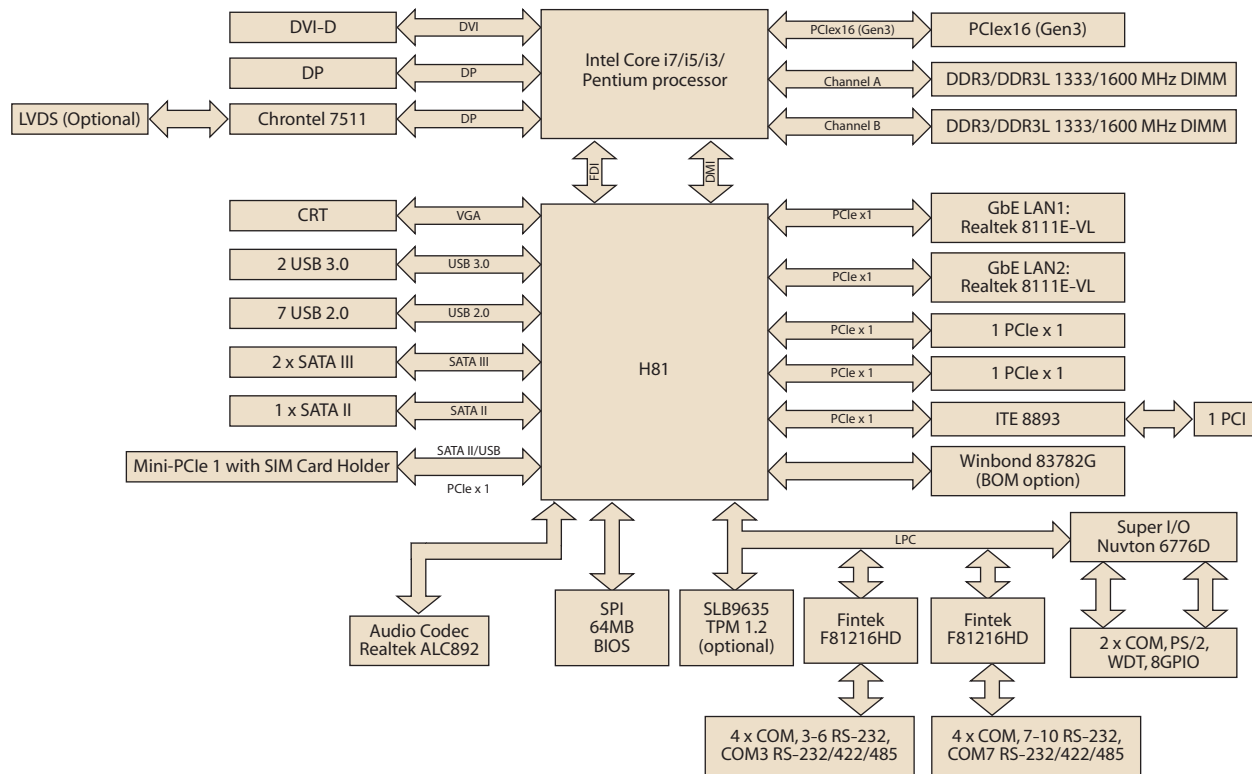 DVI-D
DVI
Intel Core i7/i5/i3/
Pentium processor
PCIex16 (Gen3)
PCIex16 (Gen3)
DP
DP
Channel A
DDR3/DDR3L 1333/1600 MHz DIMM
LVDS (Optional)
Chrontel 7511
DP
Channel B
DDR3/DDR3L 1333/1600 MHz DIMM
FDI
DMI
CRT
VGA
H81
PCIe x1
GbE LAN1:
Realtek 8111E-VL
2 USB 3.0
USB 3.0
PCIe x1
GbE LAN2:
Realtek 8111E-VL
7 USB 2.0
USB 2.0
PCIe x 1
1 PCIe x 1
2 x SATA III
SATA III
PCIe x 1
1 PCIe x 1
1 x SATA II
SATA II
PCIe x 1
ITE 8893
1 PCI
Mini-PCIe 1 with SIM Card Holder
SATA II/USB
PCIe x 1
Winbond 83782G
(BOM option)
LPC
Super I/O
Nuvton 6776D
Audio Codec
Realtek ALC892
SPI
64MB
BIOS
SLB9635
TPM 1.2
(optional)
Fintek
F81216HD
Fintek
F81216HD
2 x COM, PS/2,
WDT, 8GPIO
4 x COM, 3-6 RS-232,
COM3 RS-232/422/485
4 x COM, 7-10 RS-232,
COM7 RS-232/422/485